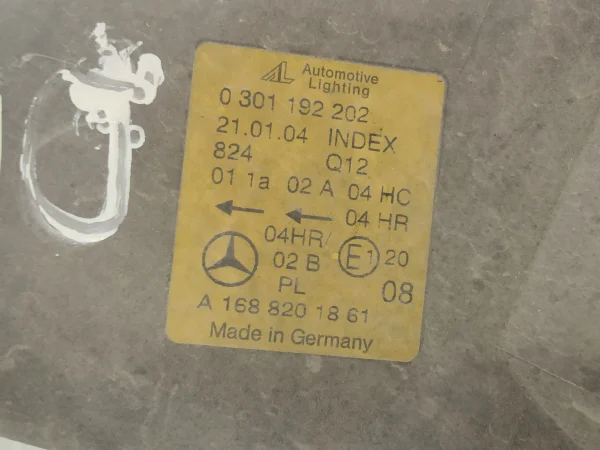 AL Automotive
Lighting
0 301 192 202
21.01.04 INDEX
824 Q12
01 1a 02 A 04 HC
04 HR
04HR/
02 B E1 20
PL 08
A 168 820 18 61
Made in Germany